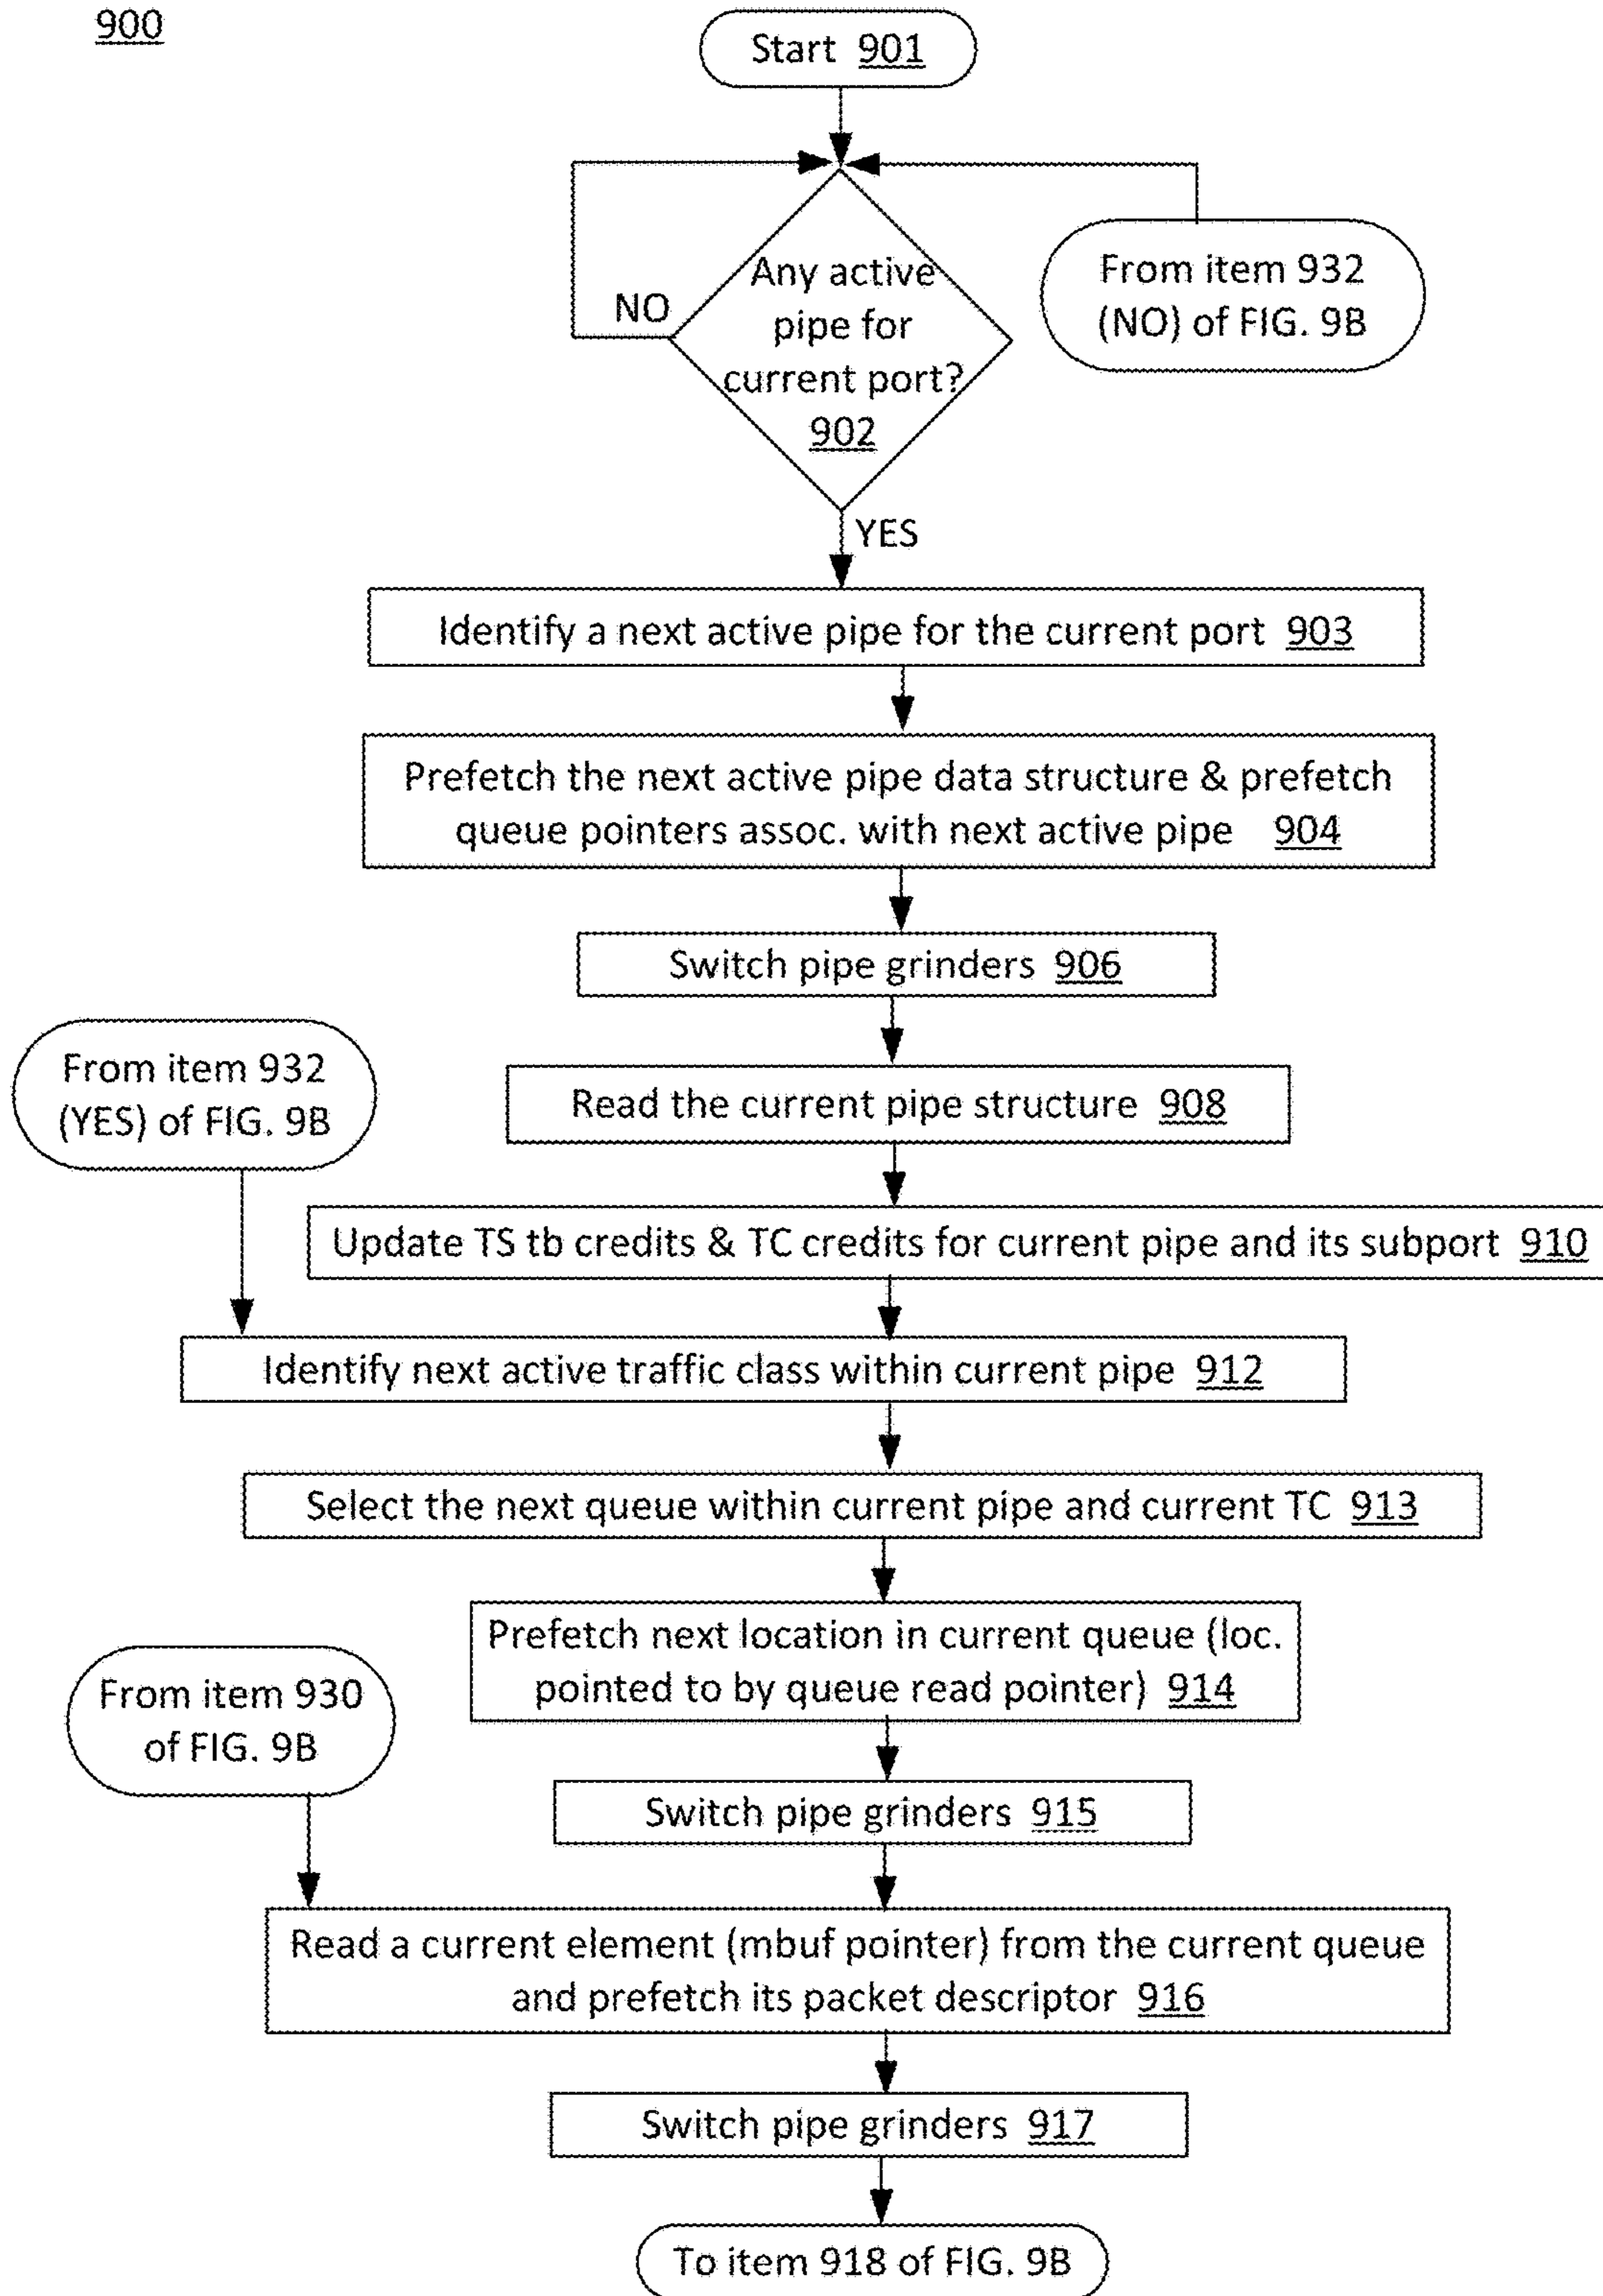 900
Start 901
Any active
pipe for
current port?
902
NO
From item 932
(NO) of FIG. 9B
YES
Identify a next active pipe for the current port 903
Prefetch the next active pipe data structure & prefetch
queue pointers assoc. with next active pipe 904
Switch pipe grinders 906
From item 932
(YES) of FIG. 9B
Read the current pipe structure 908
Update TS tb credits & TC credits for current pipe and its subport 910
Identify next active traffic class within current pipe 912
Select the next queue within current pipe and current TC 913
Prefetch next location in current queue (loc.
pointed to by queue read pointer) 914
From item 930
of FIG. 9B
Switch pipe grinders 915
Read a current element (mbuf pointer) from the current queue
and prefetch its packet descriptor 916
Switch pipe grinders 917
To item 918 of FIG. 9B